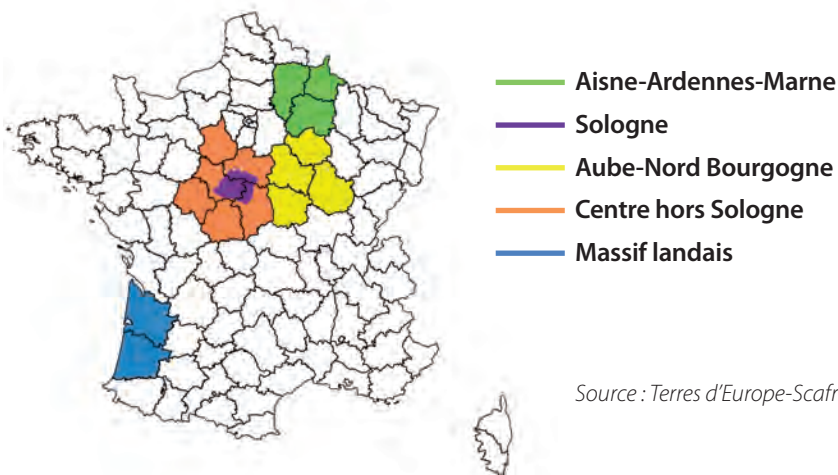 Aisne-Ardennes-Marne
Sologne
Aube-Nord Bourgogne
Centre hors Sologne
Massif landais
Source : Terres d'Europe-Scafr